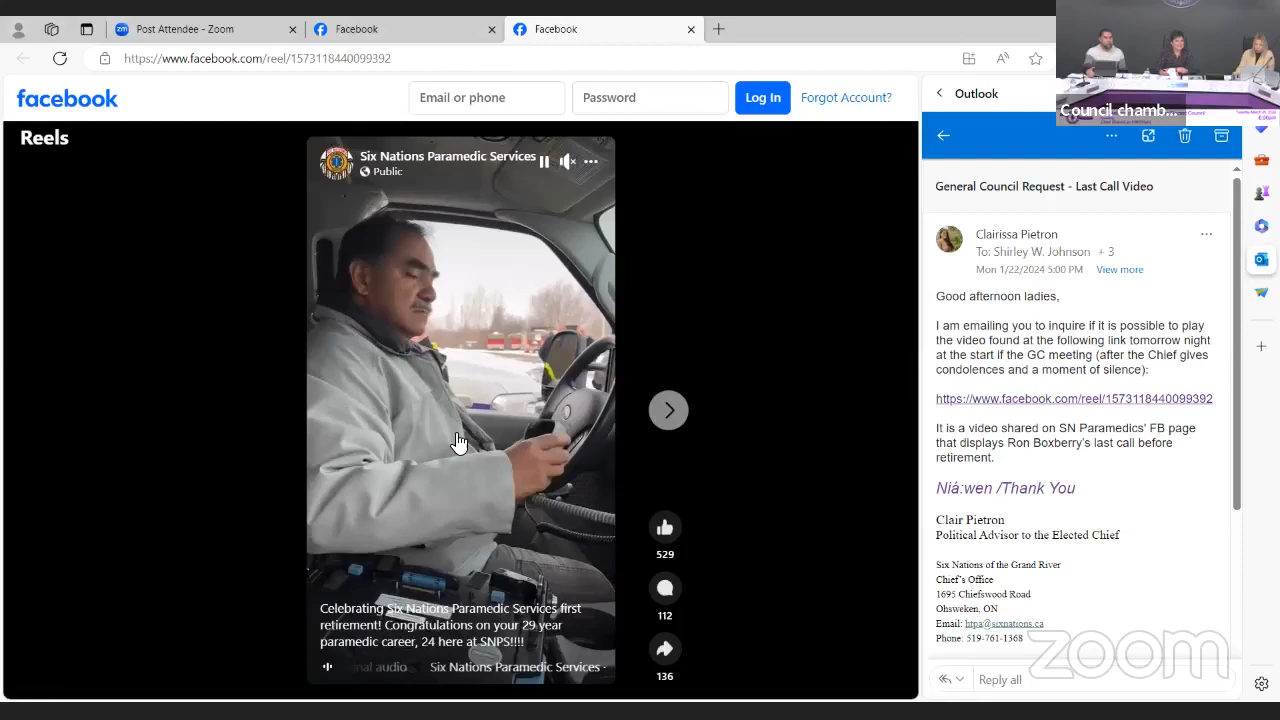 Post Attendee - Zoom
Facebook
Facebook
https://www.facebook.com/reel/1573118440099392
facebook
Email or phone
Password
Log In
Forgot Account?
Reels
Six Nations Paramedic Services
Public
529
112
136
Celebrating Six Nations Paramedic Services first
retirement! Congratulations on your 29 year
paramedic career, 24 here at SNPS!!!!
nal audio
Six Nations Paramedic Services ·
Outlook
General Council Request - Last Call Video
Clairissa Pietron
To: Shirley W. Johnson + 3
Mon 1/22/2024 5:00 PM View more
Good afternoon ladies,
I am emailing you to inquire if it is possible to play
the video found at the following link tomorrow night
at the start if the GC meeting (after the Chief gives
condolences and a moment of silence):
https://www.facebook.com/reel/1573118440099392
It is a video shared on SN Paramedics' FB page
that displays Ron Boxberry's last call before
retirement.
Niá:wen /Thank You
Clair Pietron
Political Advisor to the Elected Chief
Six Nations of the Grand River
Chief's Office
1695 Chiefswood Road
Ohsweken, ON
Email: htpa@sixnations.ca
Phone: 519-761-1368
Reply all
Council chamb...
zoom